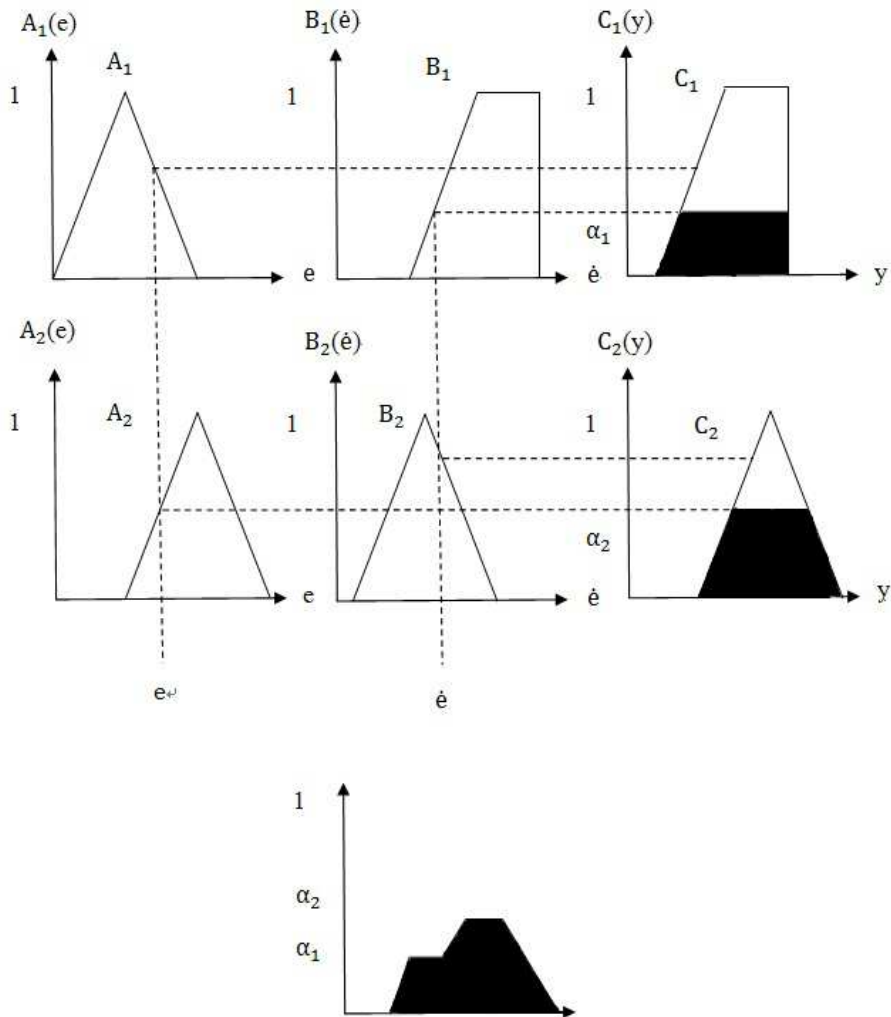 A₁(e) B₁(ė) C₁(y)
A₁ B₁ C₁
1 1 1
α₁
e ė y
A₂(e) B₂(ė) C₂(y)
A₂ B₂ C₂
1 1 1
α₂
e ė y
e↵ ė
1
α₂
α₁